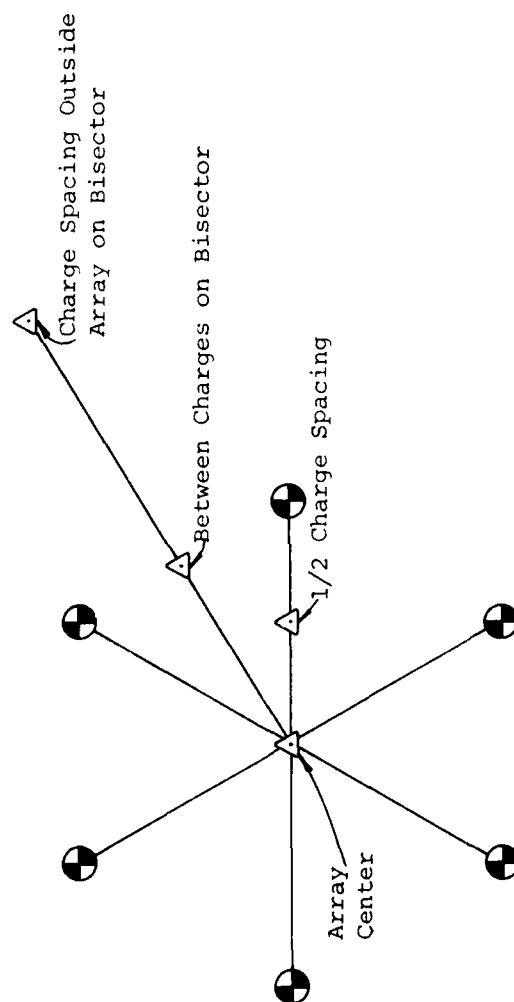 (Charge Spacing Outside
Array on Bisector
Between Charges on Bisector
1/2 Charge Spacing
Array
Center